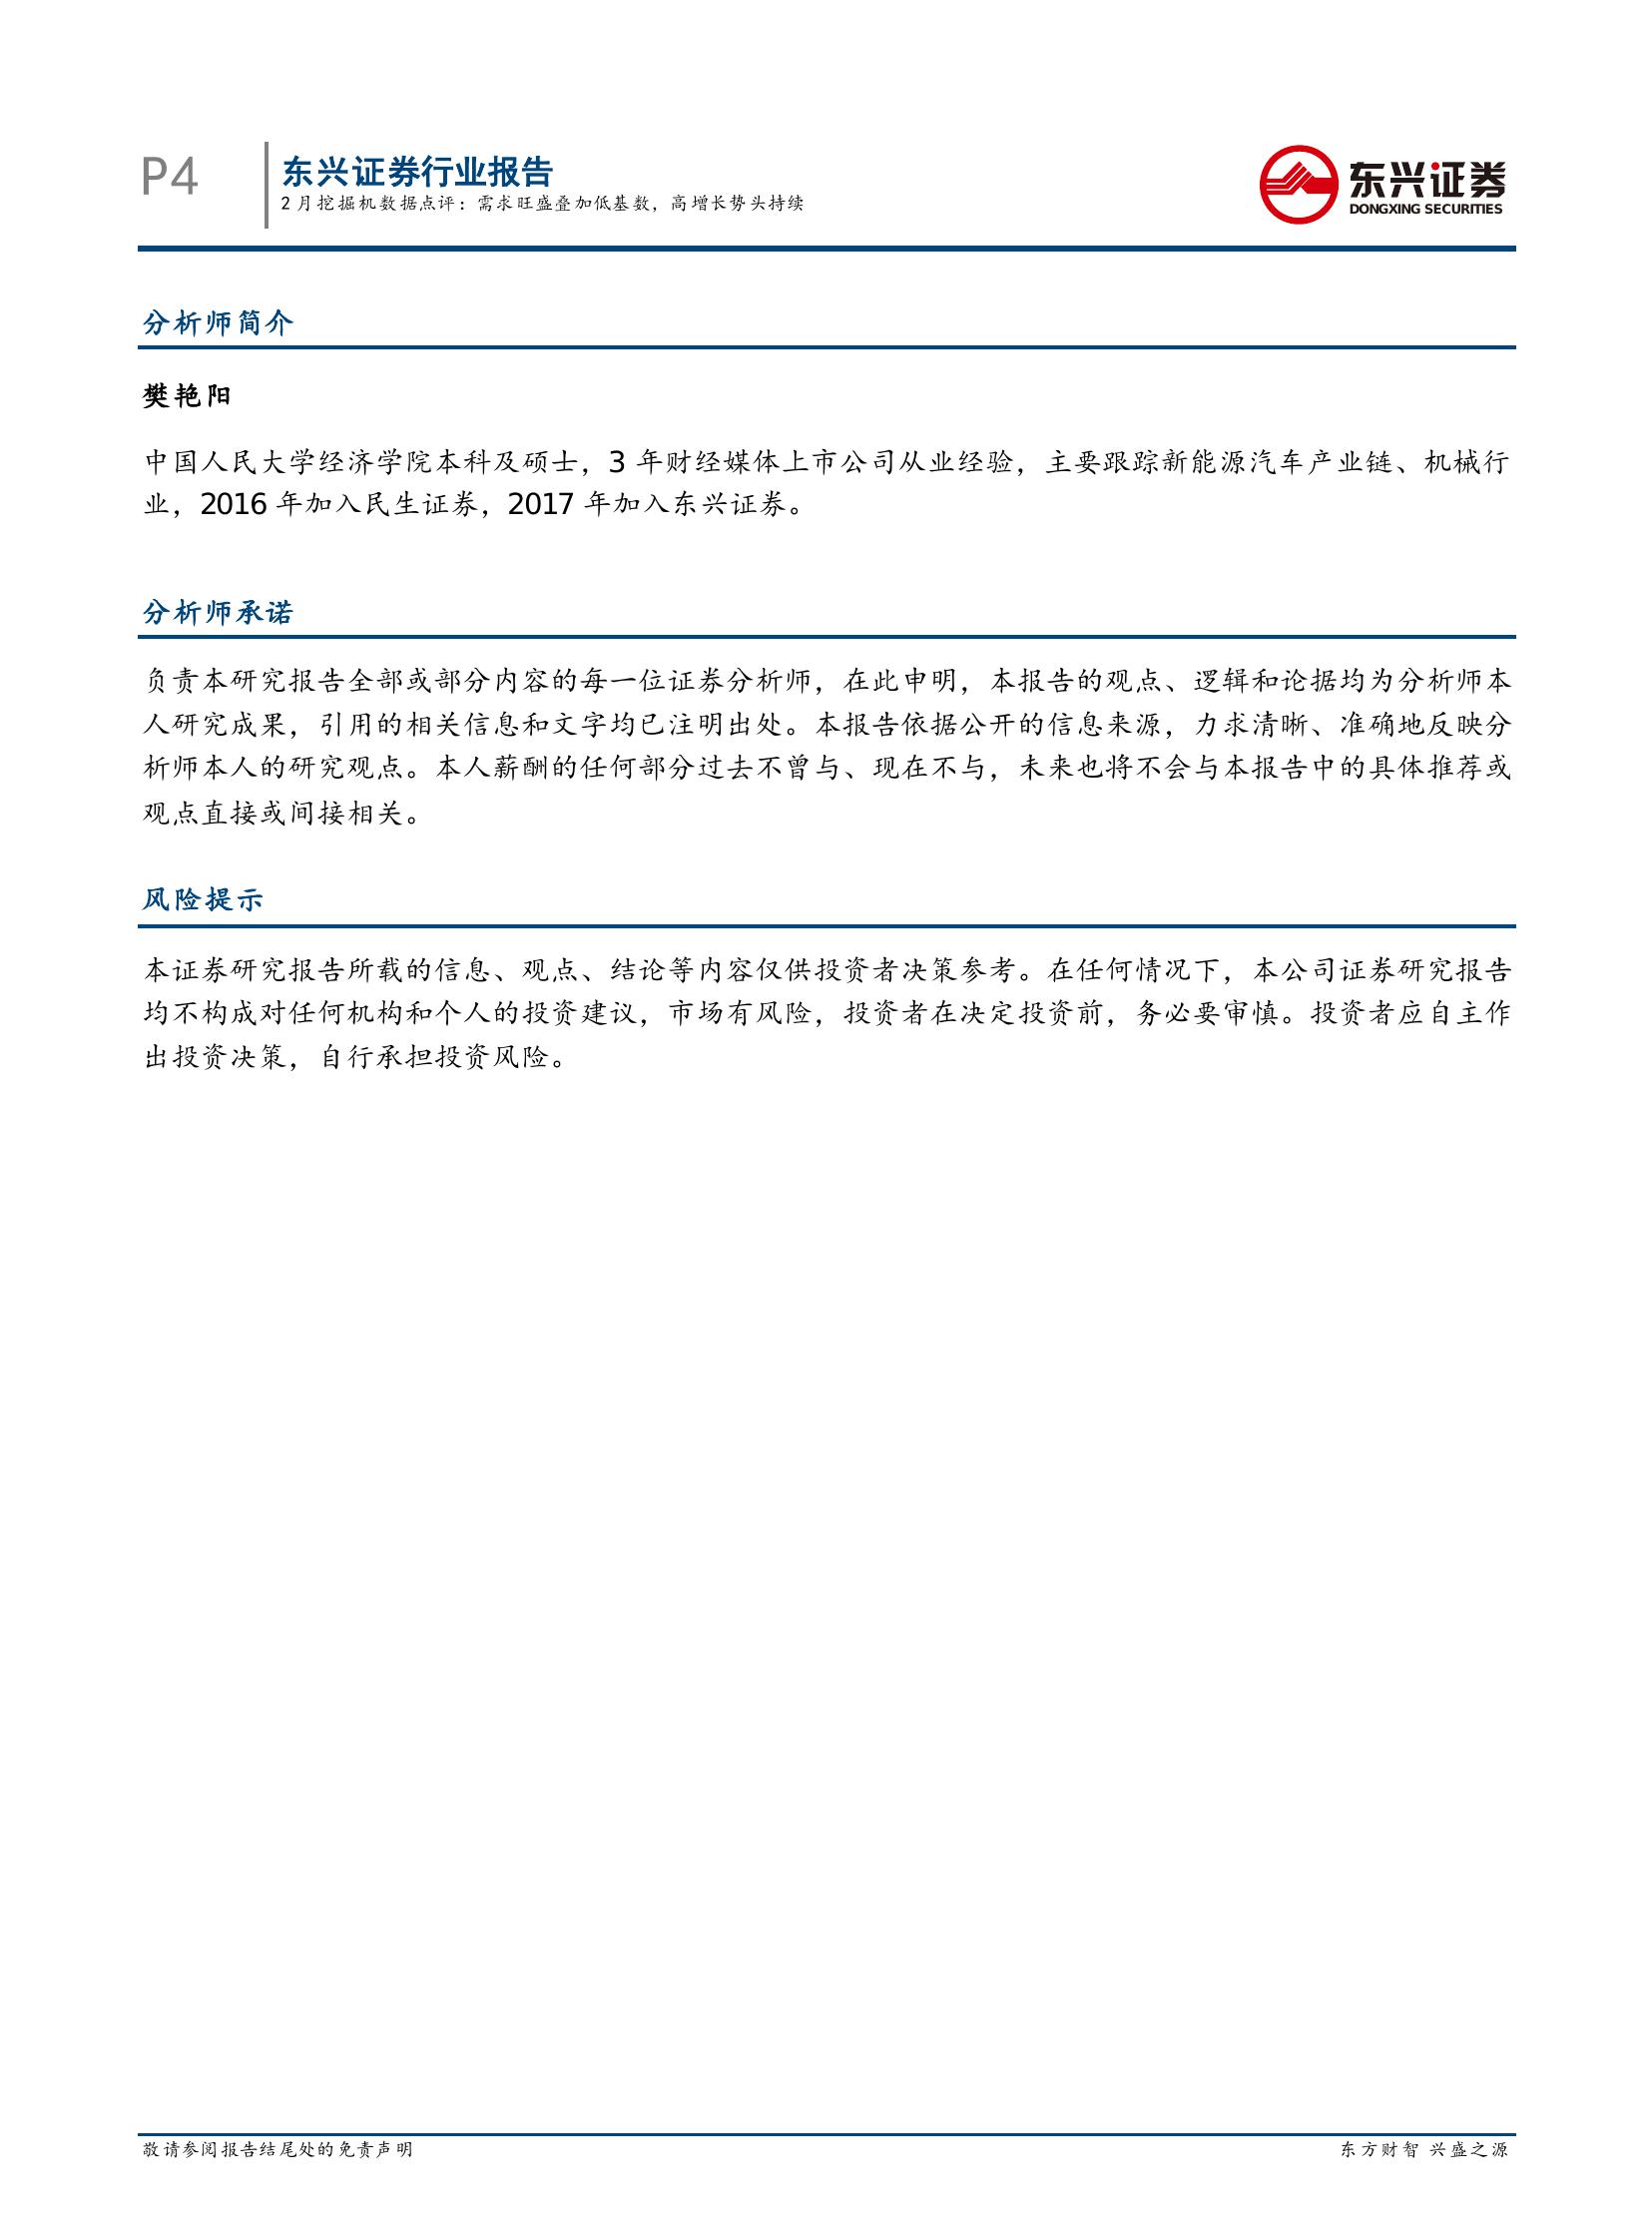 P4
东兴证券行业报告
2 月挖掘机数据点评：需求旺盛叠加低基数，高增长势头持续
东兴证券
DONGXING SECURITIES
分析师简介
樊艳阳
中国人民大学经济学院本科及硕士，3 年财经媒体上市公司从业经验，主要跟踪新能源汽车产业链、机械行
业，2016 年加入民生证券，2017 年加入东兴证券。
分析师承诺
负责本研究报告全部或部分内容的每一位证券分析师，在此申明，本报告的观点、逻辑和论据均为分析师本
人研究成果，引用的相关信息和文字均已注明出处。本报告依据公开的信息来源，力求清晰、准确地反映分
析师本人的研究观点。本人薪酬的任何部分过去不曾与、现在不与，未来也将不会与本报告中的具体推荐或
观点直接或间接相关。
风险提示
本证券研究报告所载的信息、观点、结论等内容仅供投资者决策参考。在任何情况下，本公司证券研究报告
均不构成对任何机构和个人的投资建议，市场有风险，投资者在决定投资前，务必要审慎。投资者应自主作
出投资决策，自行承担投资风险。
敬请参阅报告结尾处的免责声明
东方财智 兴盛之源